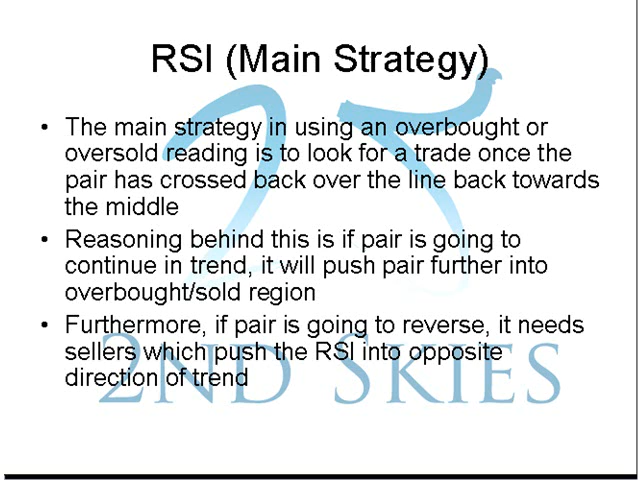 RSI (Main Strategy)
• The main strategy in using an overbought or
oversold reading is to look for a trade once the
pair has crossed back over the line back towards
the middle
• Reasoning behind this is if pair is going to
continue in trend, it will push pair further into
overbought/sold region
• Furthermore, if pair is going to reverse, it needs
sellers which push the RSI into opposite
direction of trend
2ND SKIES